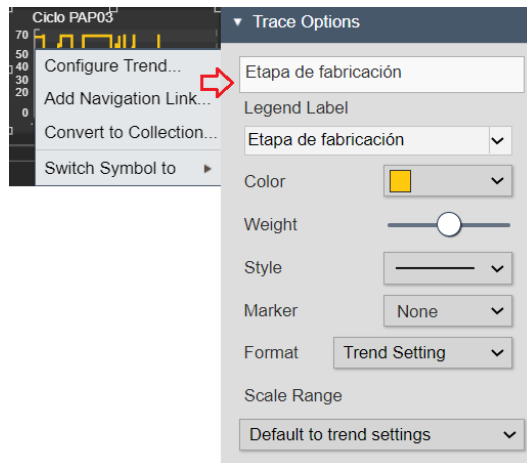 Ciclo PAP03
70
50
40
30
20
0
Configure Trend...
Add Navigation Link...
Convert to Collection...
Switch Symbol to
Trace Options
Etapa de fabricación
Legend Label
Etapa de fabricación
Color
Weight
Style
Marker
None
Format
Trend Setting
Scale Range
Default to trend settings